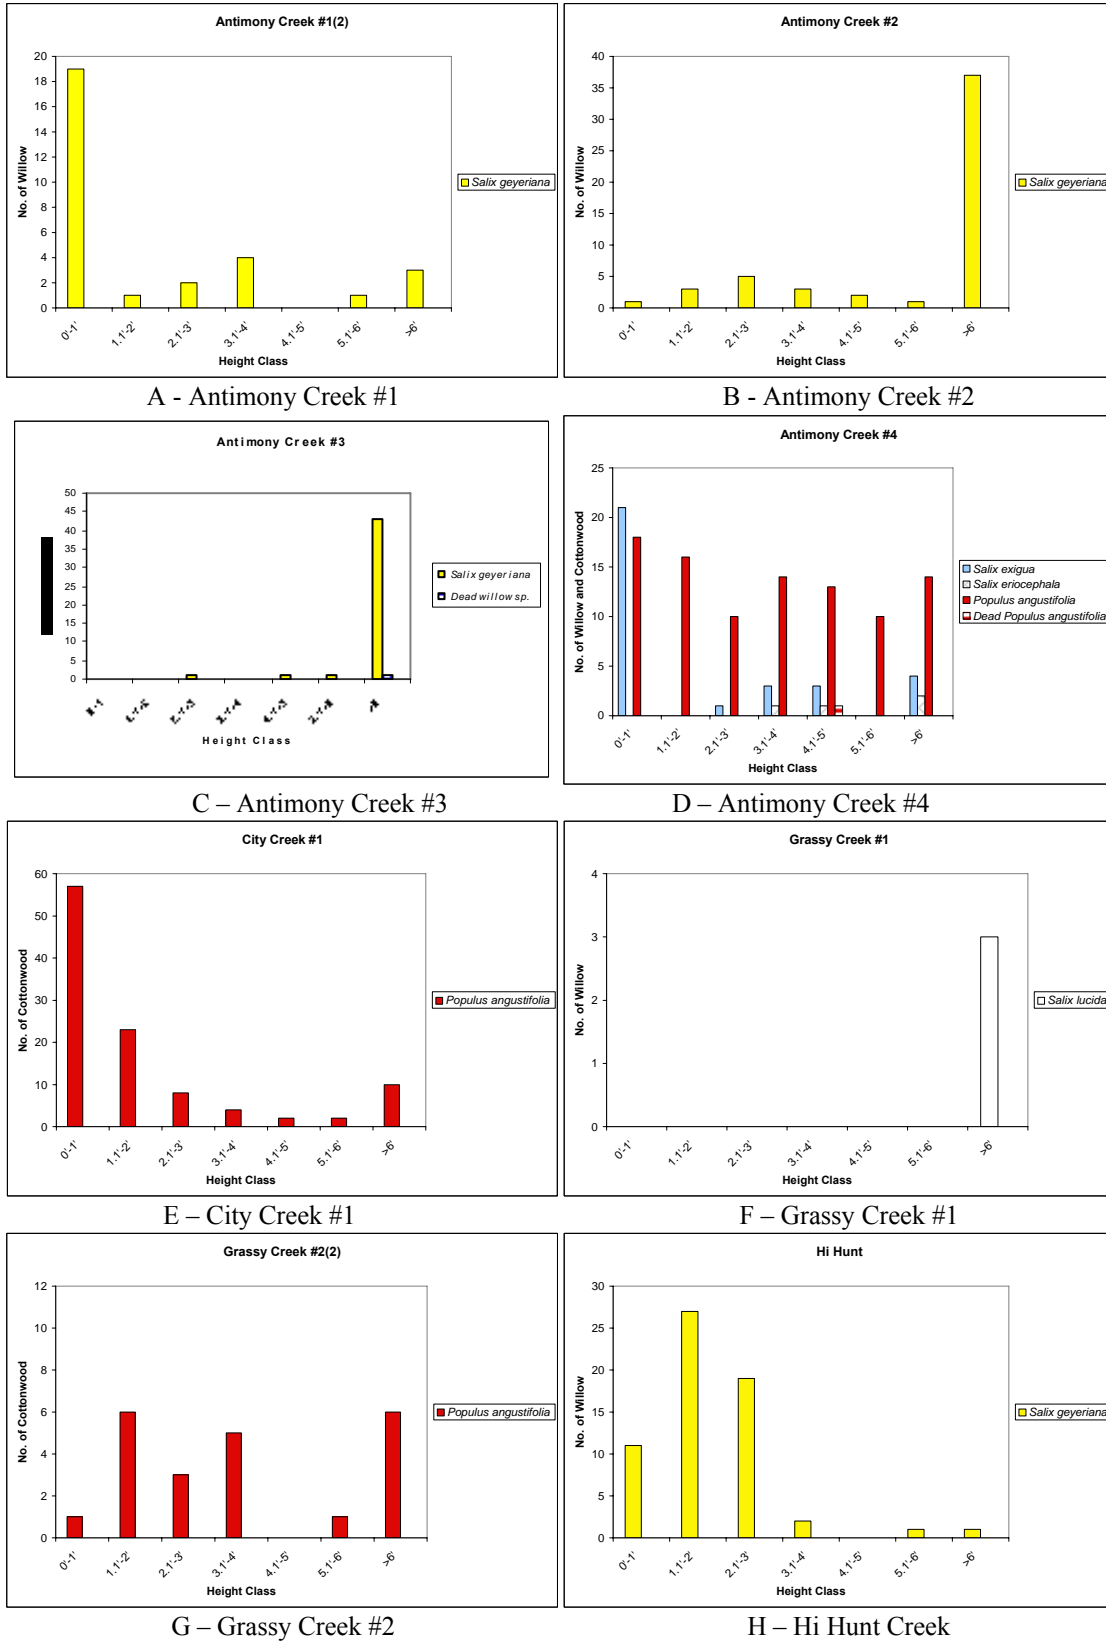 Antimony Creek #1(2)
20
18
16
14
12
10
8
6
4
2
0
No. of Willow
0'-1'
1.1'-2'
2.1'-3'
3.1'-4'
4.1'-5'
5.1'-6'
>6'
Height Class
Salix geyeriana
A - Antimony Creek #1
Antimony Creek #2
40
35
30
25
20
15
10
5
0
No. of Willow
0'-1'
1.1'-2'
2.1'-3'
3.1'-4'
4.1'-5'
5.1'-6'
>6'
Height Class
Salix geyeriana
B - Antimony Creek #2
Antimony Creek #3
50
45
40
35
30
25
20
15
10
5
0
Height Class
Salix geyeriana
Dead willow sp.
C – Antimony Creek #3
Antimony Creek #4
25
20
15
10
5
0
No. of Willow and Cottonwood
0'-1'
1.1'-2'
2.1'-3'
3.1'-4'
4.1'-5'
5.1'-6'
>6'
Height Class
Salix exigua
Salix eriocephala
Populus angustifolia
Dead Populus angustifolia
D – Antimony Creek #4
City Creek #1
60
50
40
30
20
10
0
No. of Cottonwood
0'-1'
1.1'-2'
2.1'-3'
3.1'-4'
4.1'-5'
5.1'-6'
>6'
Height Class
Populus angustifolia
E – City Creek #1
Grassy Creek #1
4
3
2
1
0
No. of Willow
0'-1'
1.1'-2'
2.1'-3'
3.1'-4'
4.1'-5'
5.1'-6'
>6'
Height Class
Salix lucida
F – Grassy Creek #1
Grassy Creek #2(2)
12
10
8
6
4
2
0
No. of Cottonwood
0'-1'
1.1'-2'
2.1'-3'
3.1'-4'
4.1'-5'
5.1'-6'
>6'
Height Class
Populus angustifolia
G – Grassy Creek #2
Hi Hunt
30
25
20
15
10
5
0
No. of Willow
0'-1'
1.1'-2'
2.1'-3'
3.1'-4'
4.1'-5'
5.1'-6'
>6'
Height Class
Salix geyeriana
H – Hi Hunt Creek